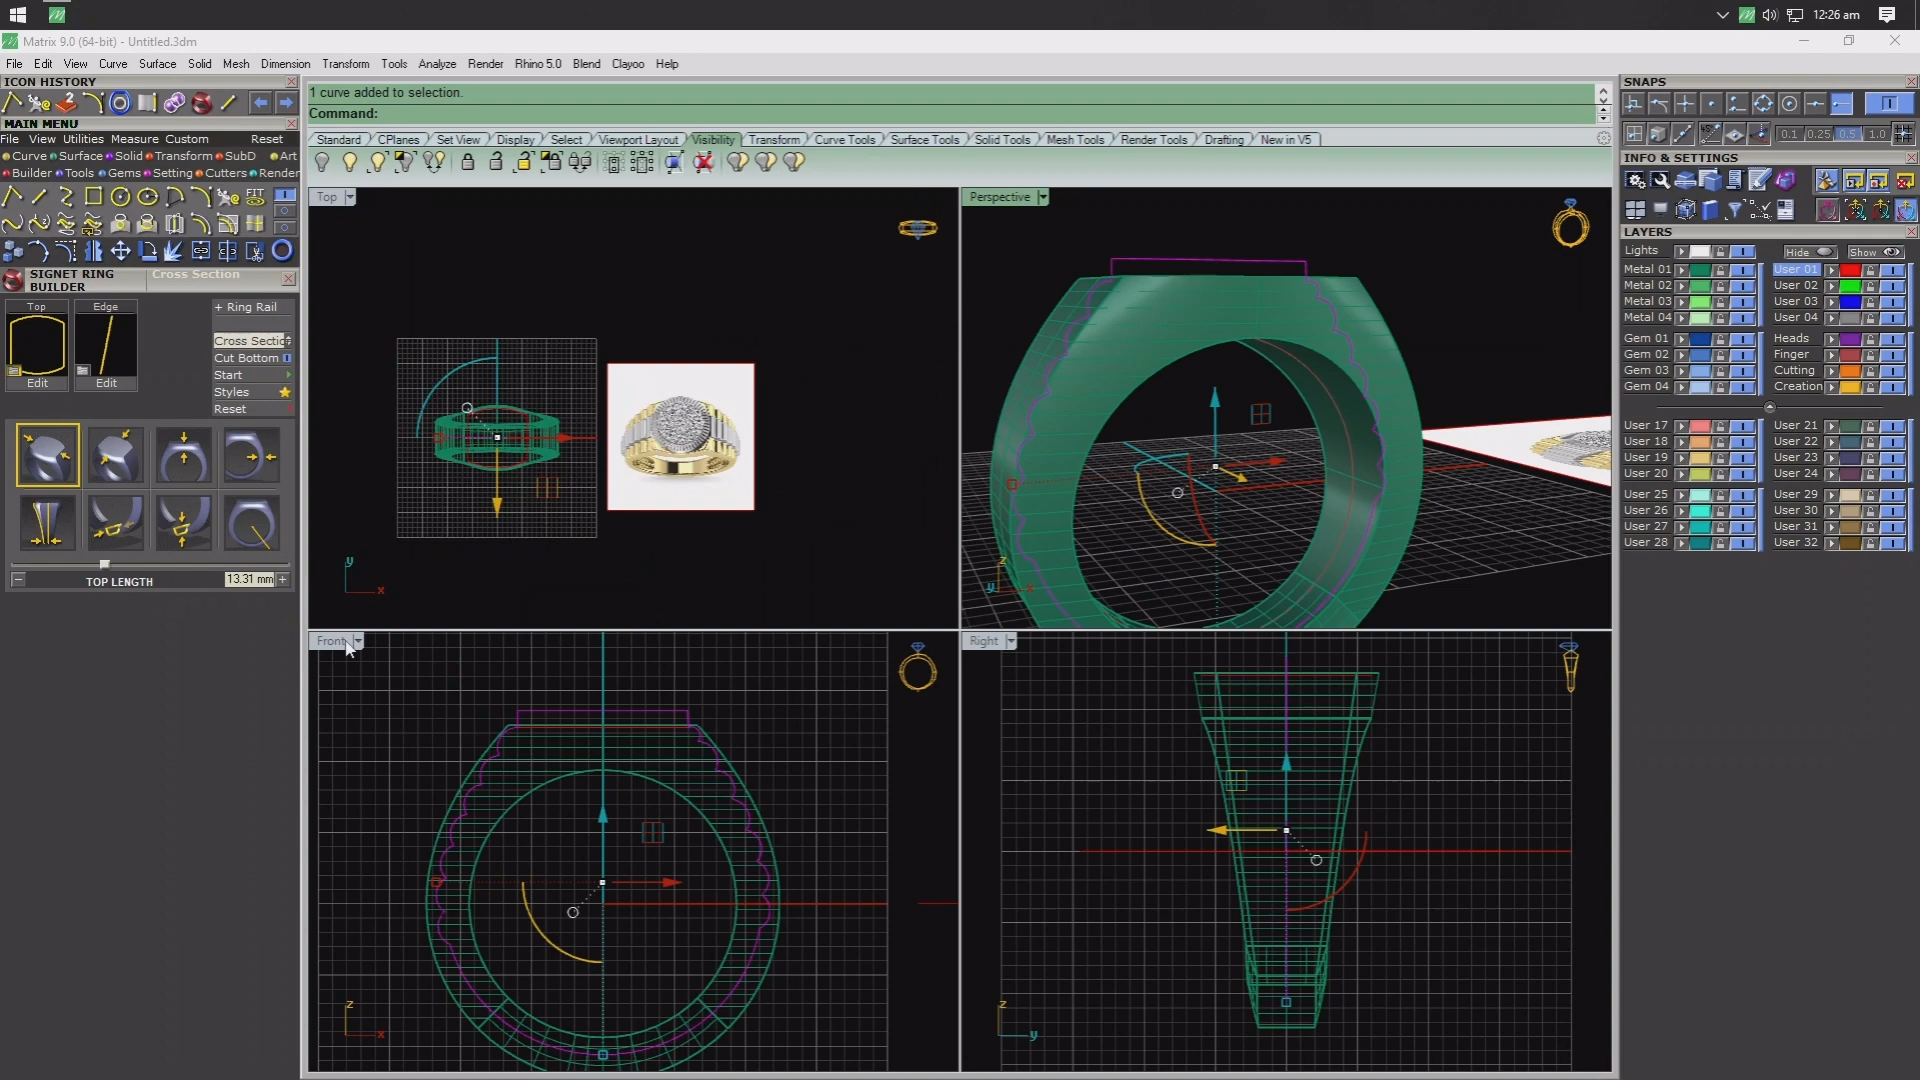 12:26 am
Matrix 9.0 (64-bit) - Untitled.3dm
File Edit View Curve Surface Solid Mesh Dimension Transform Tools Analyze Render Rhino 5.0 Blend Clayoo Help
ICON HISTORY
1 curve added to selection.
Command:
MAIN MENU
File View Utilities Measure Custom Reset
Curve Surface Solid Transform SubD Art
Builder Tools Gems Setting Cutters Render
FIT
Standard CPlanes Set View Display Select Viewport Layout Visibility Transform Curve Tools Surface Tools Solid Tools Mesh Tools Render Tools Drafting New in V5
SIGNET RING BUILDER
Cross Section
Top
Edge
Edit
Edit
+ Ring Rail
Cross Sectio
Cut Bottom
Start
Styles
Reset
TOP LENGTH 13.31 mm
Top
y
x
Perspective
z
y
x
Front
z
x
Right
z
y
SNAPS
0.1 0.25 0.5 1.0
INFO & SETTINGS
LAYERS
Lights Hide Show
Metal 01 User 01
Metal 02 User 02
Metal 03 User 03
Metal 04 User 04
Gem 01 Heads
Gem 02 Finger
Gem 03 Cutting
Gem 04 Creation
User 17 User 21
User 18 User 22
User 19 User 23
User 20 User 24
User 25 User 29
User 26 User 30
User 27 User 31
User 28 User 32